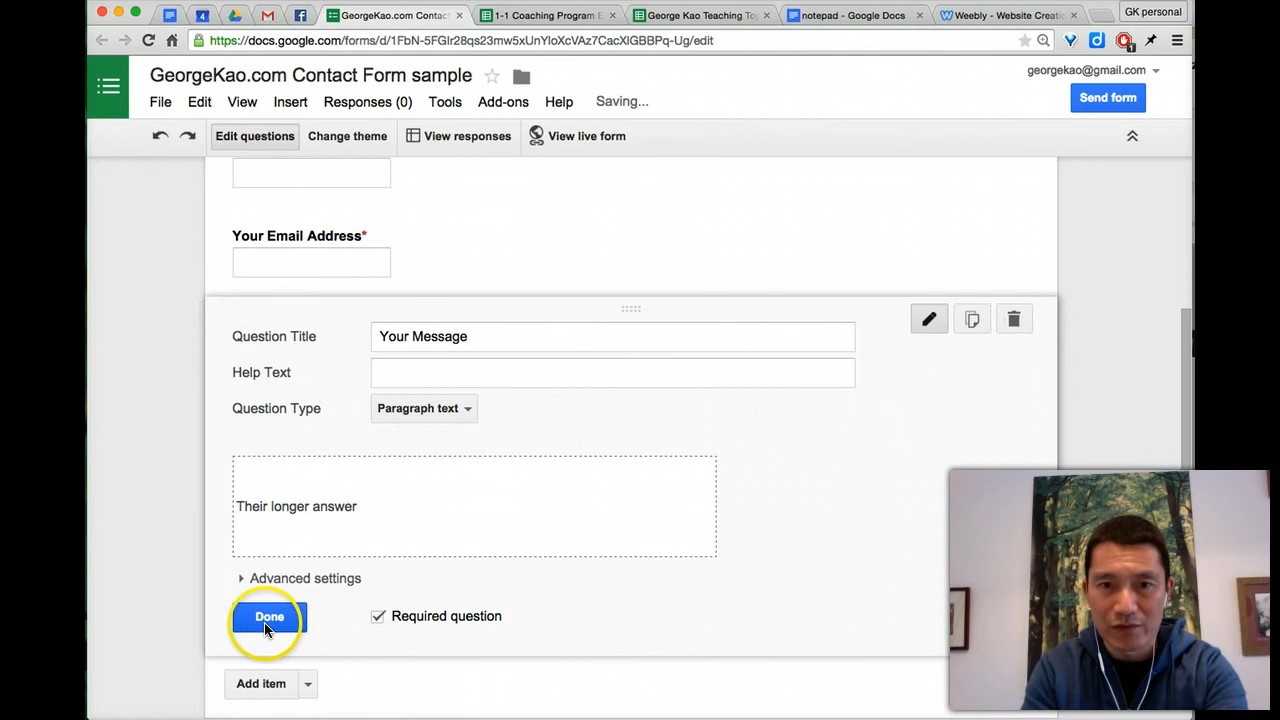 GeorgeKao.com Contact
1-1 Coaching Program E
George Kao Teaching To
notepad - Google Docs
Weebly - Website Creatio
GK personal
https://docs.google.com/forms/d/1FbN-5FGlr28qs23mw5xUnYloXcVAz7CacXlGBBPq-Ug/edit
GeorgeKao.com Contact Form sample
georgekao@gmail.com
File Edit View Insert Responses (0) Tools Add-ons Help Saving...
Send form
Edit questions Change theme View responses View live form
Your Email Address*
Question Title Your Message
Help Text
Question Type Paragraph text
Their longer answer
Advanced settings
Done Required question
Add item